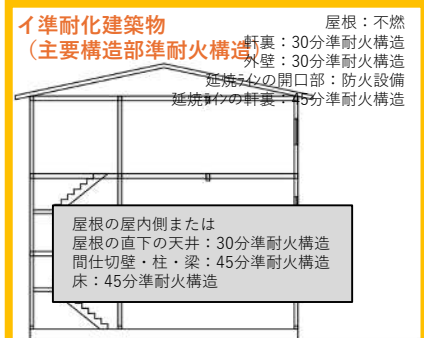 イ準耐化建築物
（主要構造部準耐火構造）
屋根：不燃
軒裏：30分準耐火構造
外壁：30分準耐火構造
延焼ﾗｲﾝの開口部：防火設備
延焼ﾗｲﾝの軒裏：45分準耐火構造
屋根の屋内側または
屋根の直下の天井：30分準耐火構造
間仕切壁・柱・梁：45分準耐火構造
床：45分準耐火構造